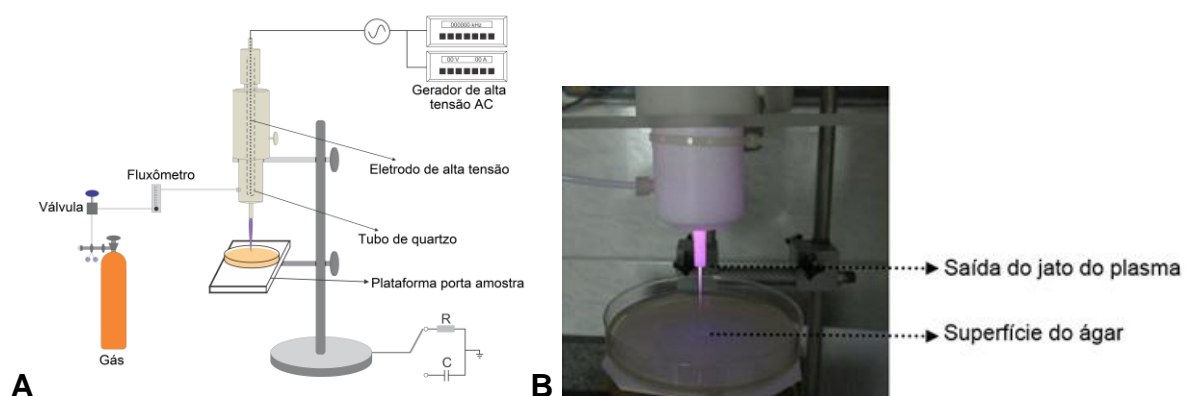 000000 kHz
00 V 00 A
Gerador de alta
tensão AC
Eletrodo de alta tensão
Fluxômetro
Válvula
Tubo de quartzo
Plataforma porta amostra
R
C
Gás
A
Saída do jato do plasma
Superfície do ágar
B